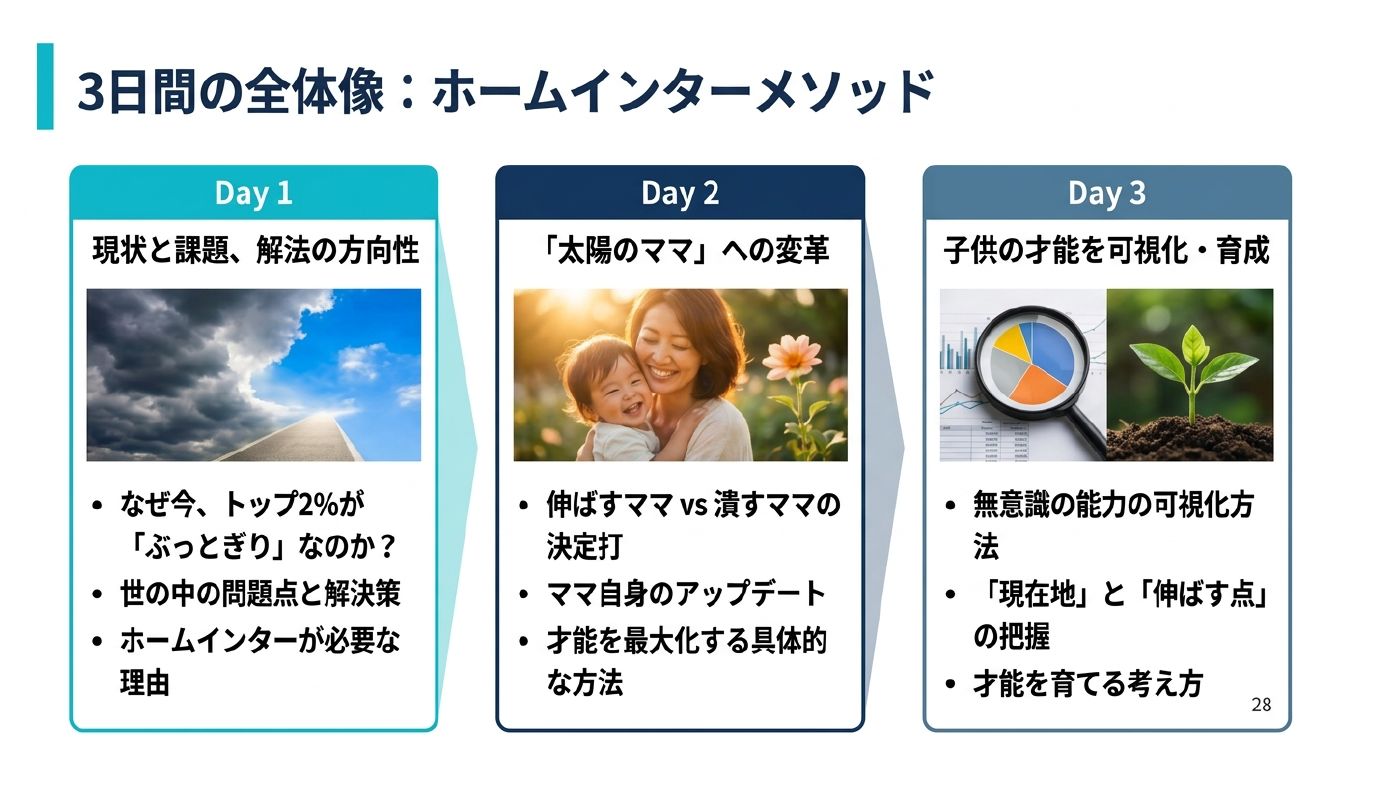 3日間の全体像：ホームインターメソッド
Day 1
現状と課題、解法の方向性
• なぜ今、トップ2%が
「ぶっとぎり」なのか？
• 世の中の問題点と解決策
• ホームインターが必要な
理由
Day 2
「太陽のママ」への変革
• 伸ばすママ vs 潰すママの
決定打
• ママ自身のアップデート
• 才能を最大化する具体的
な方法
Day 3
子供の才能を可視化・育成
• 無意識の能力の可視化方
法
• 「現在地」と「伸ばす点」
の把握
• 才能を育てる考え方
28